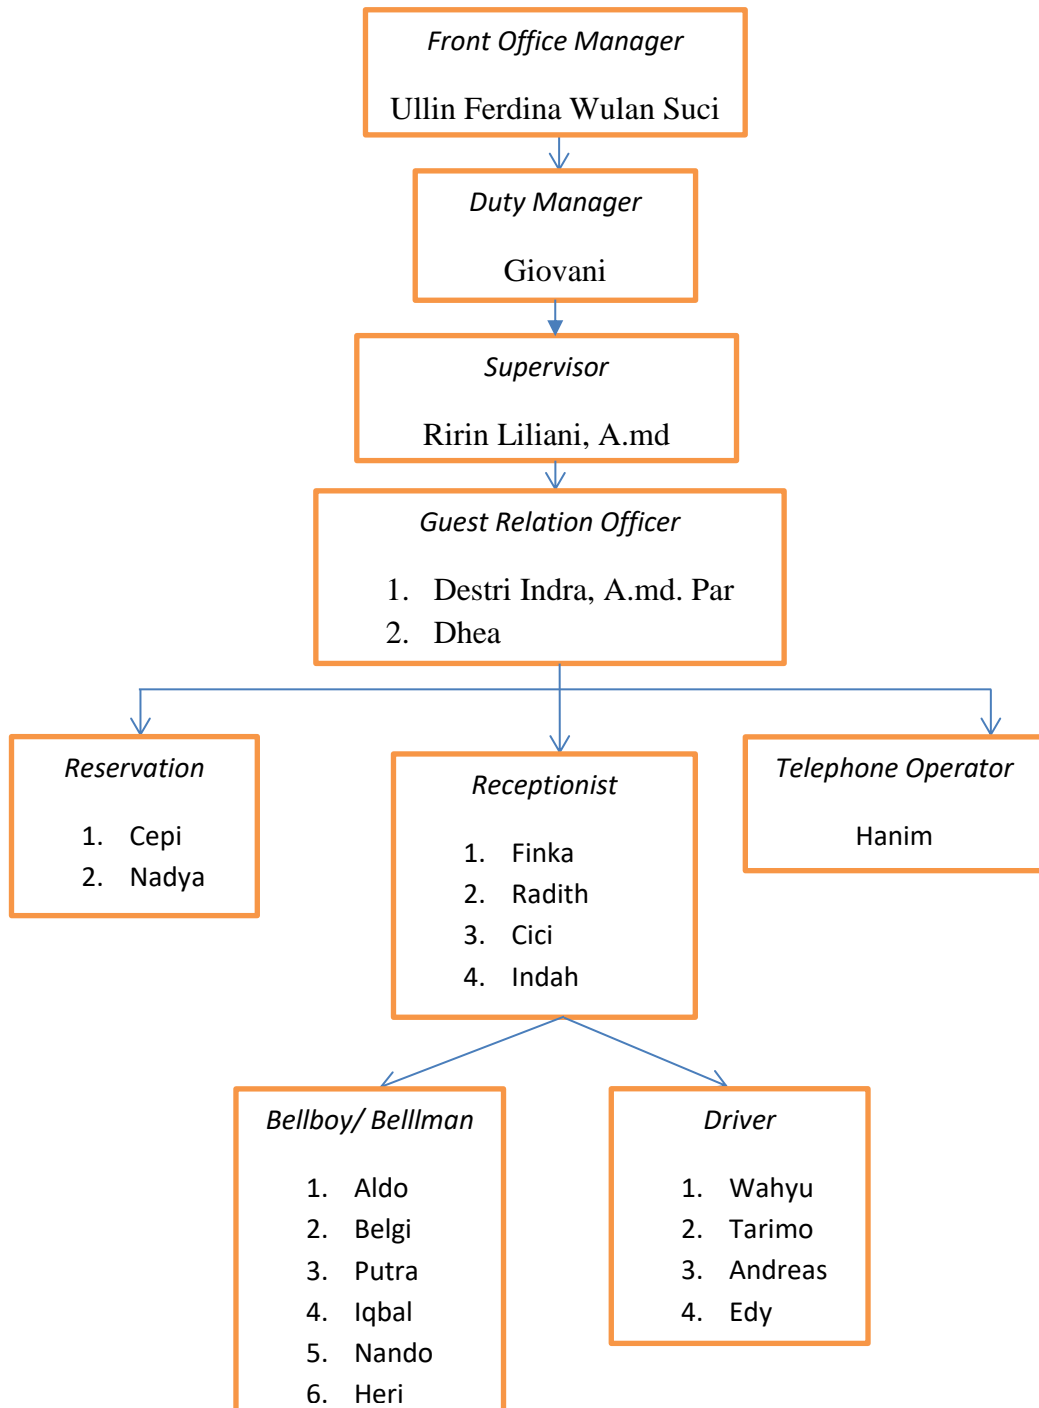 Front Office Manager
Ullin Ferdina Wulan Suci
Duty Manager
Giovani
Supervisor
Ririn Liliani, A.md
Guest Relation Officer
1. Destri Indra, A.md. Par
2. Dhea
Reservation
1. Cepi
2. Nadya
Receptionist
1. Finka
2. Radith
3. Cici
4. Indah
Telephone Operator
Hanim
Bellboy/ Belllman
1. Aldo
2. Belgi
3. Putra
4. Iqbal
5. Nando
6. Heri
Driver
1. Wahyu
2. Tarimo
3. Andreas
4. Edy